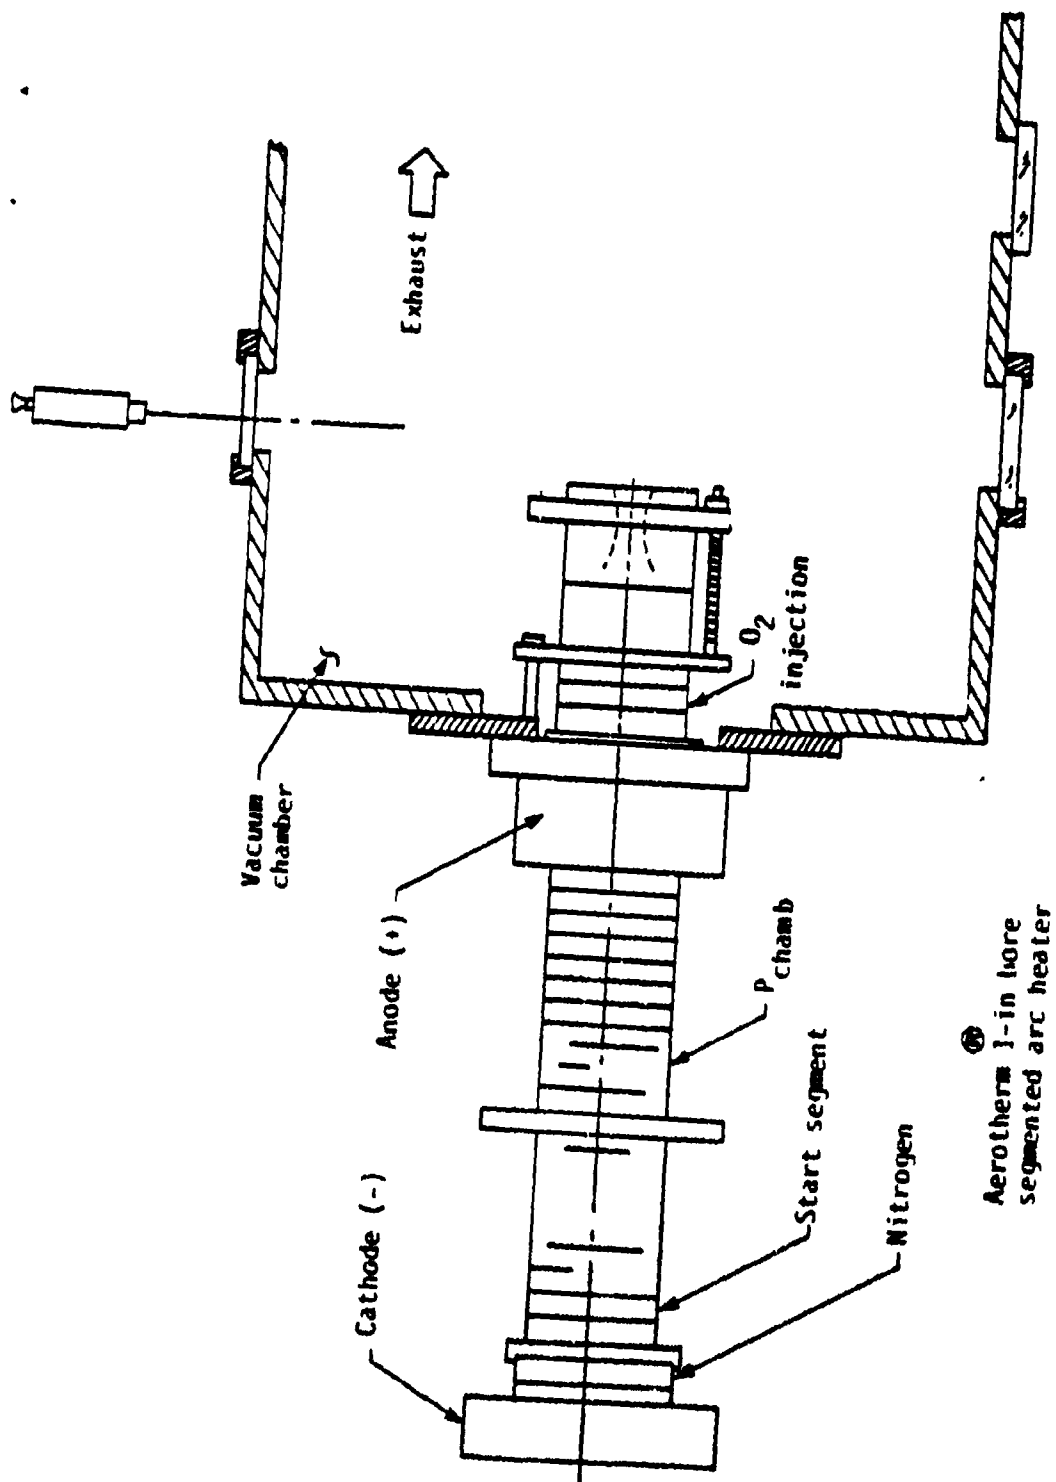 Exhaust
Vacuum
chamber
O2
injection
Anode (+)
Pchamb
Cathode (-)
Start segment
Nitrogen
Aerotherm 1-in bore
segmented arc heater